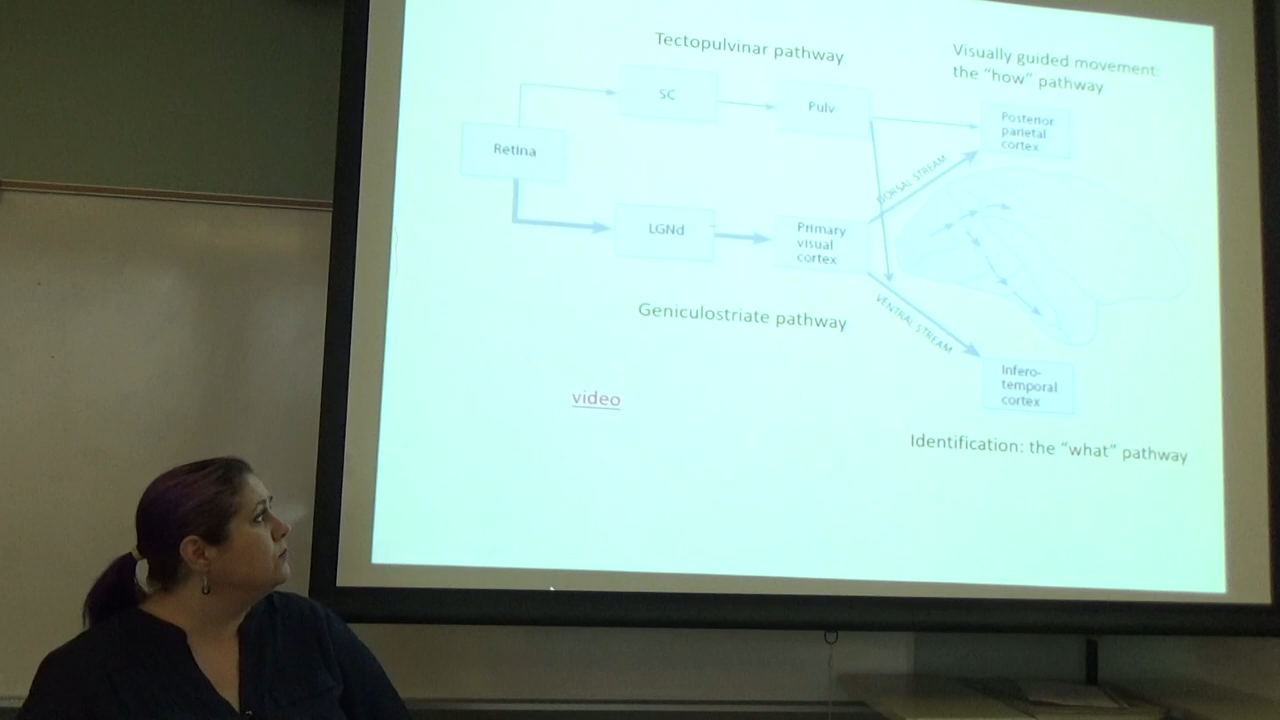 Tectopulvinar pathway
Visually guided movement:
the "how" pathway
SC
Pulv
Posterior
parietal
cortex
Retina
DORSAL STREAM
LGNd
Primary
visual
cortex
VENTRAL STREAM
Geniculostriate pathway
Infero-
temporal
cortex
video
Identification: the "what" pathway